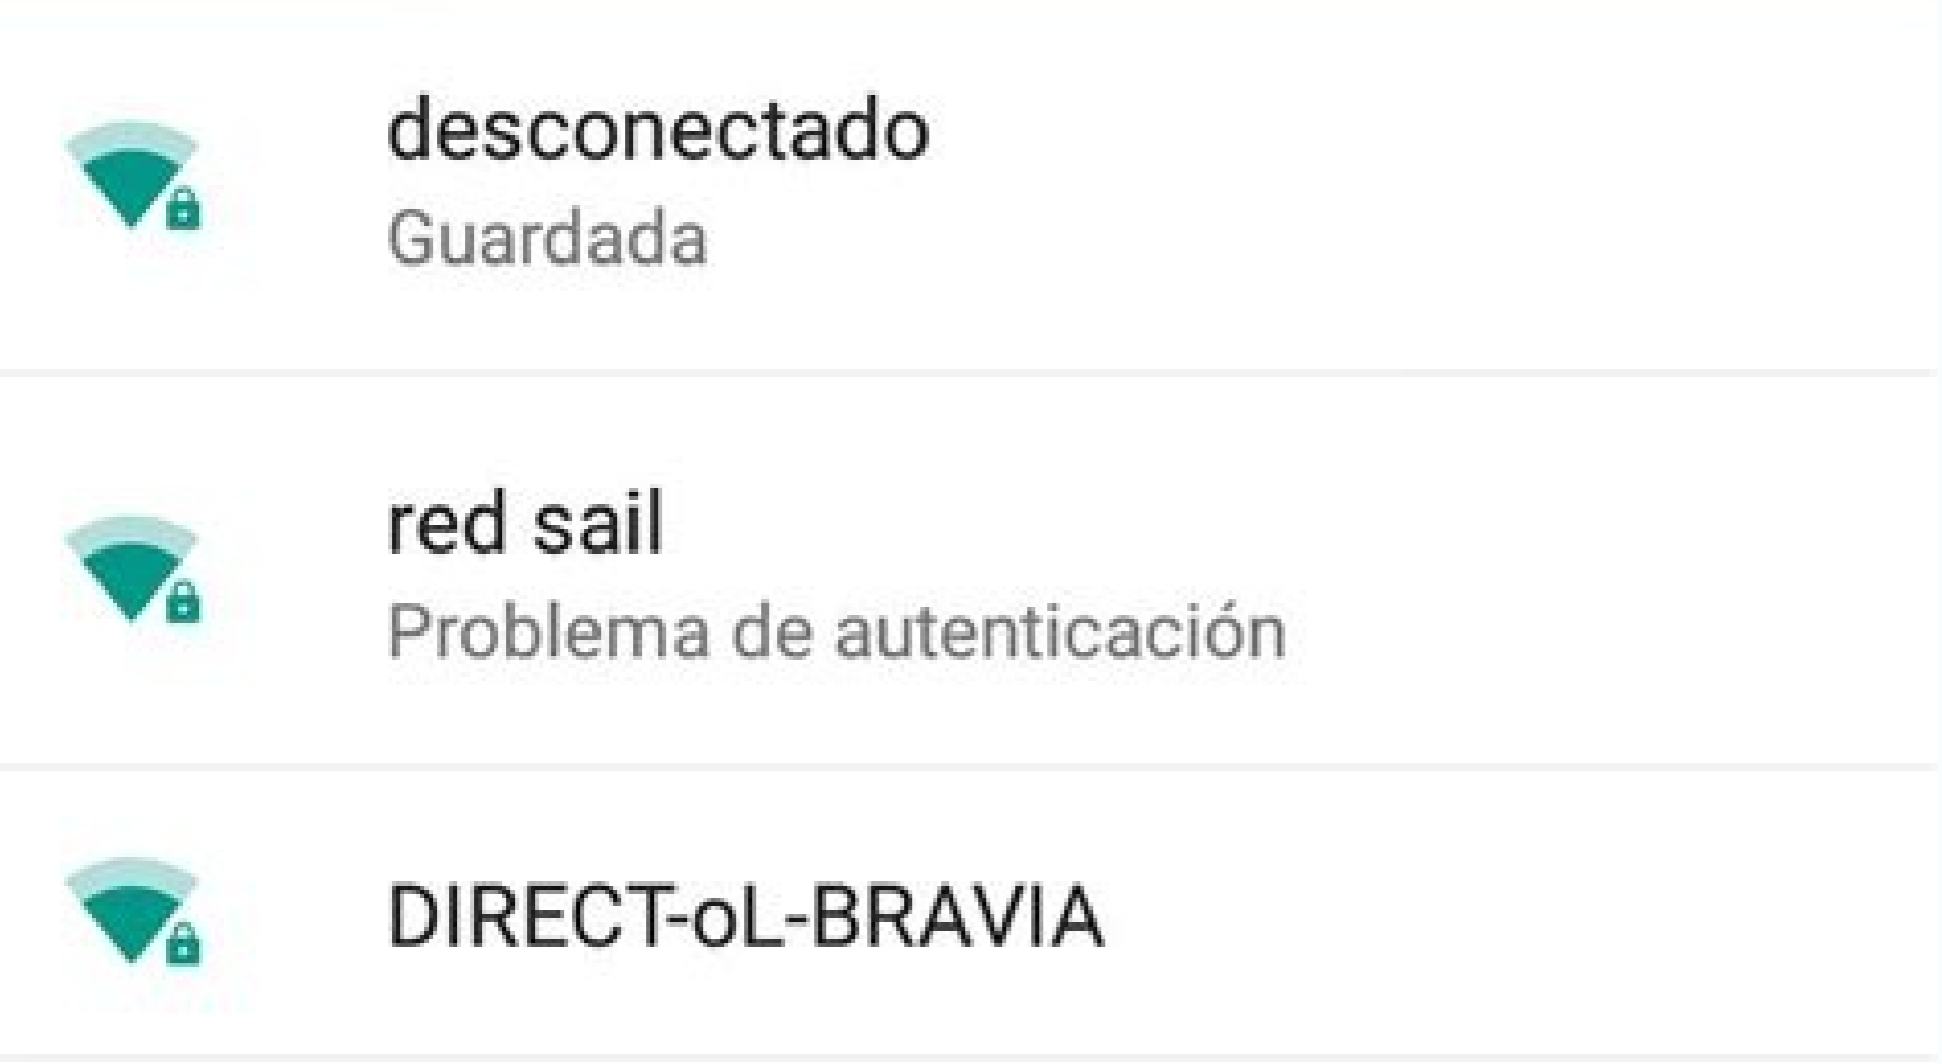 desconectado
Guardada
red sail
Problema de autenticación
DIRECT-oL-BRAVIA